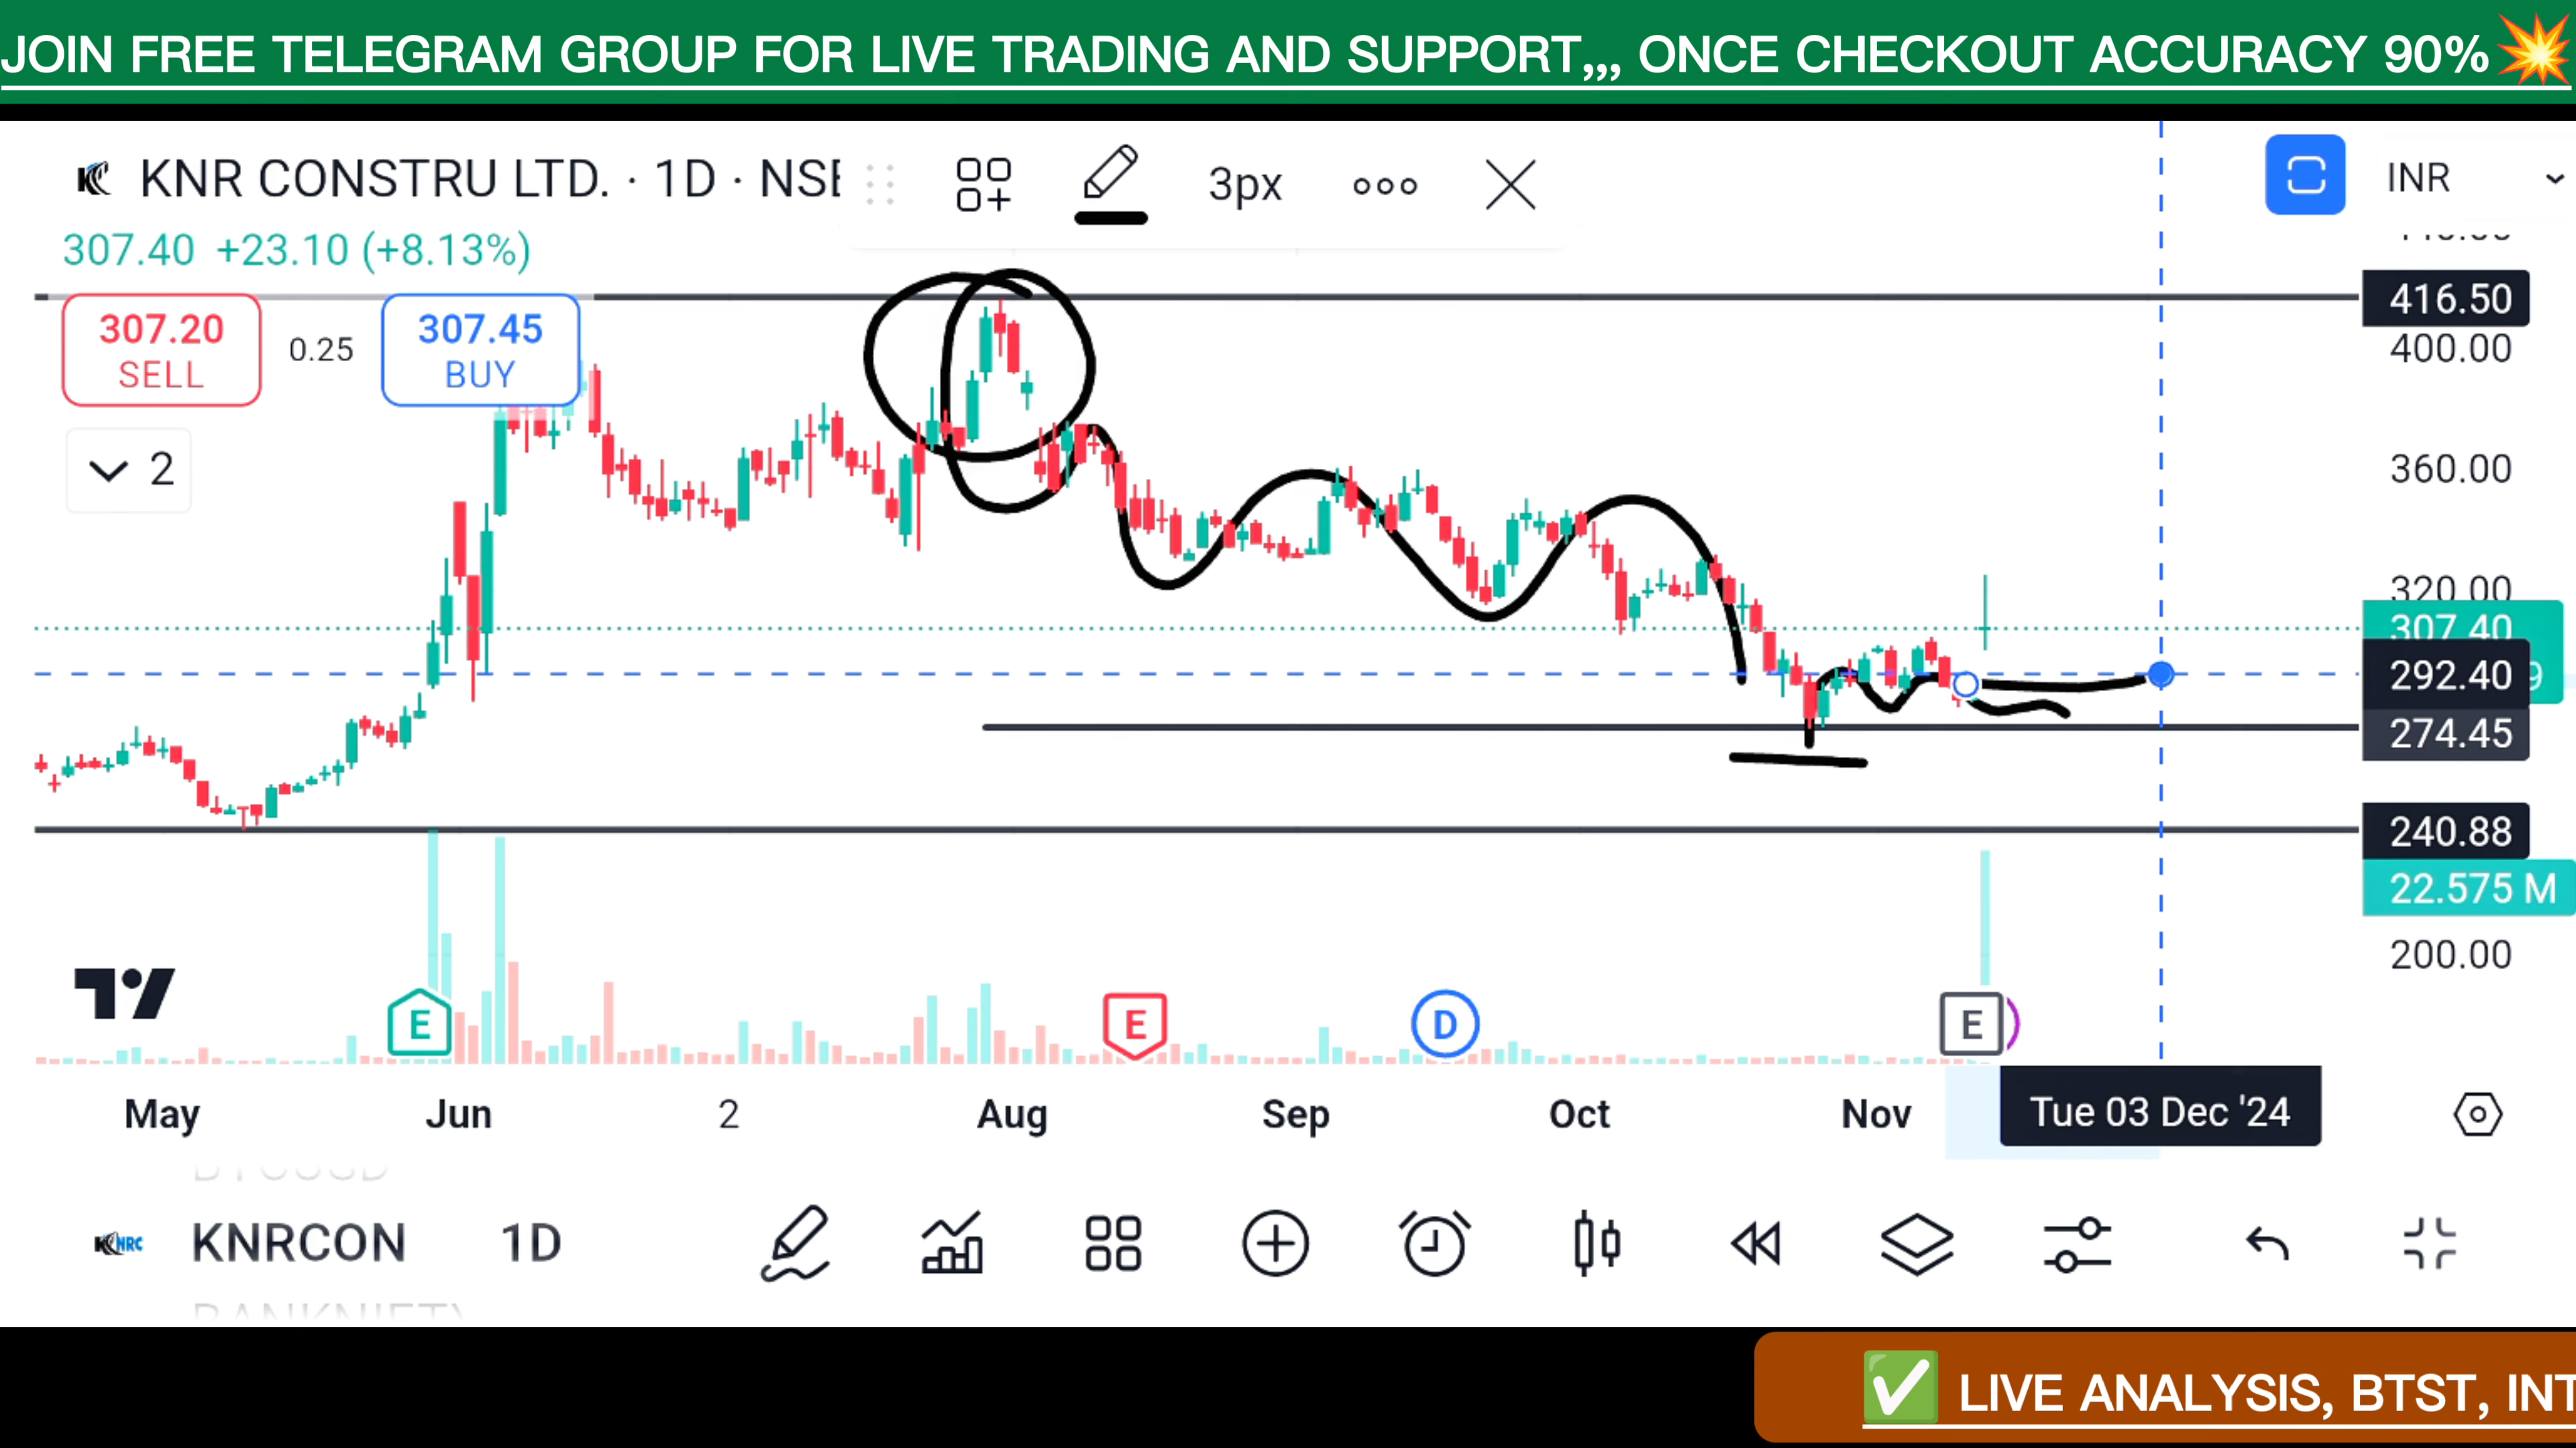 JOIN FREE TELEGRAM GROUP FOR LIVE TRADING AND SUPPORT,,, ONCE CHECKOUT ACCURACY 90%💥
KNR CONSTRU LTD. · 1D · NSE
3px
INR
307.40 +23.10 (+8.13%)
307.20
SELL
0.25
307.45
BUY
2
416.50
400.00
360.00
320.00
307.40
292.40
9
274.45
240.88
22.575 M
200.00
E
E
D
E
May
Jun
2
Aug
Sep
Oct
Nov
Tue 03 Dec '24
KNRCON 1D
✅ LIVE ANALYSIS, BTST, INT